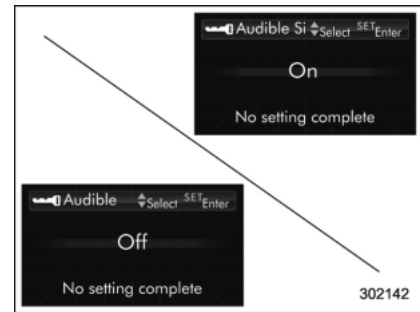 Audible Si Select SET Enter
On
No setting complete
Audible Select SET Enter
Off
No setting complete
302142